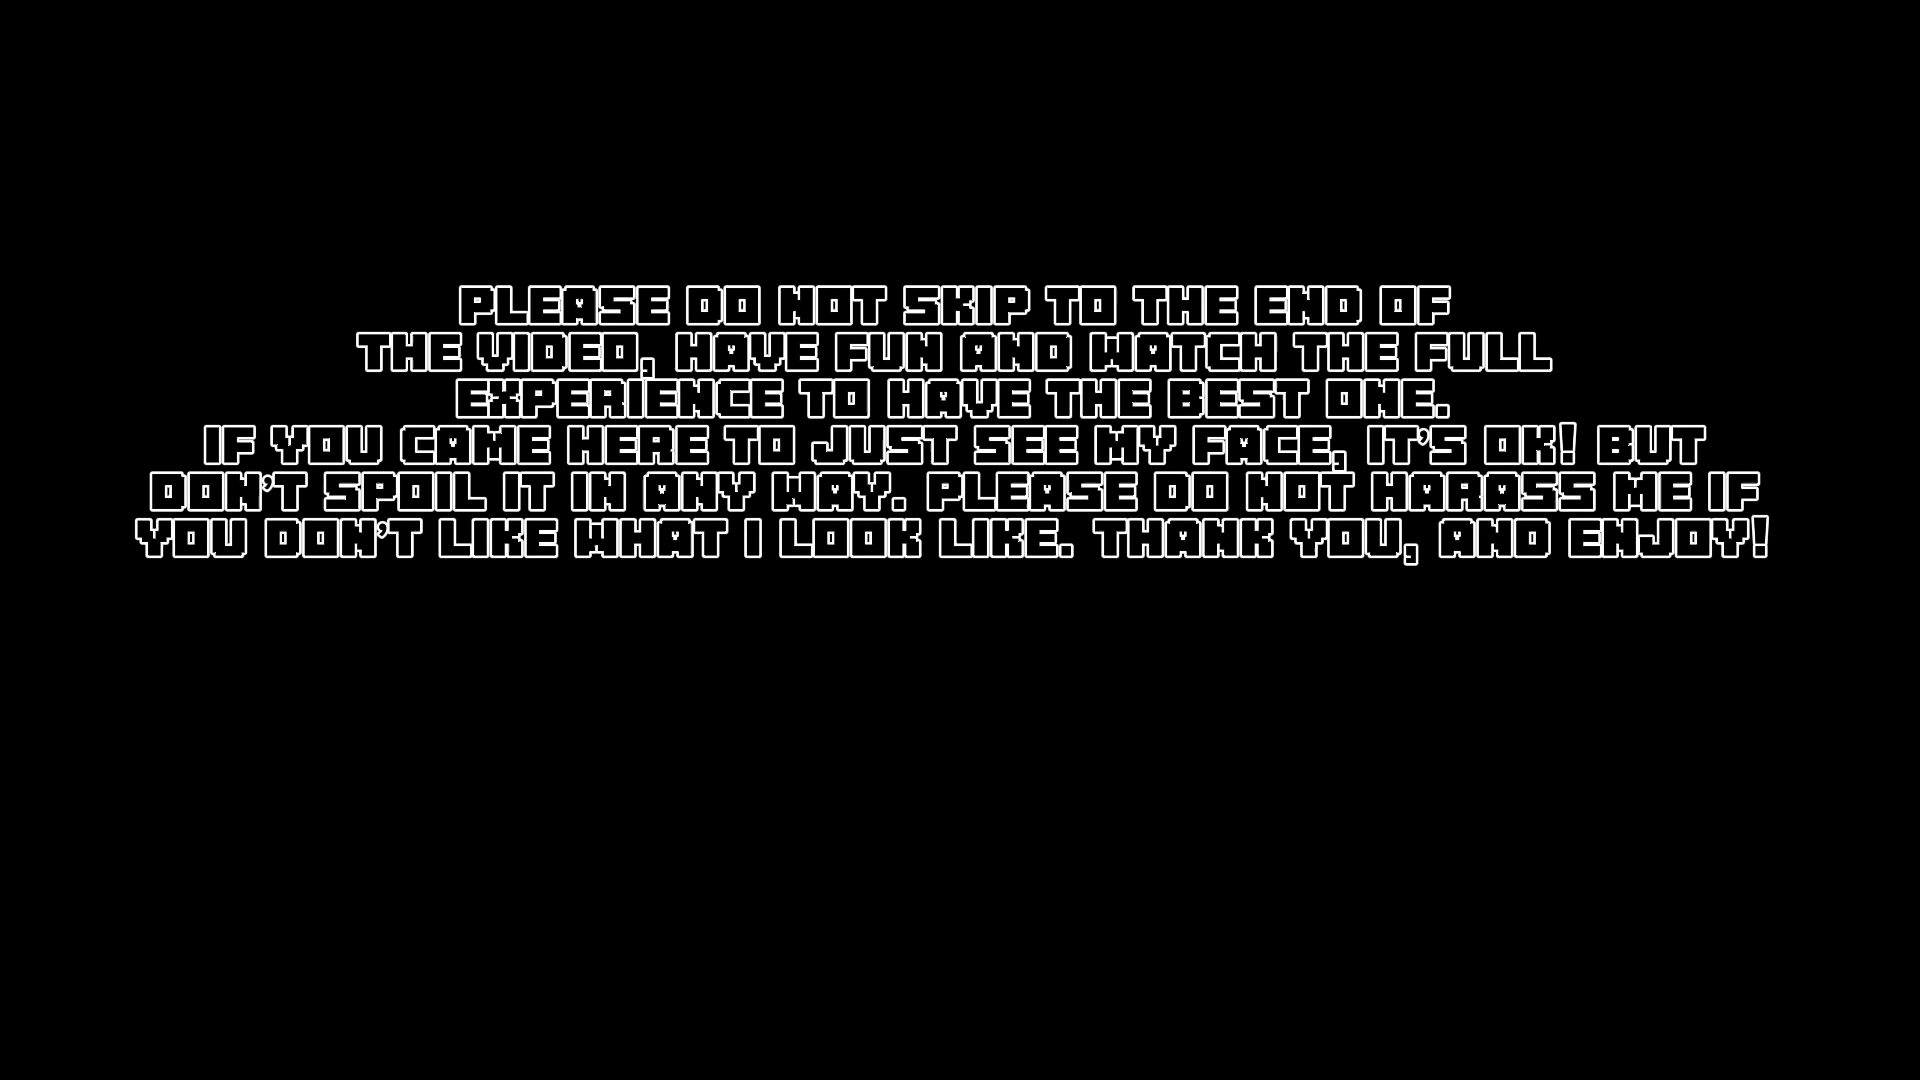 PLEASE DO NOT SKIP TO THE END OF
THE VIDEO, HAVE FUN AND WATCH THE FULL
EXPERIENCE TO HAVE THE BEST ONE.
IF YOU CAME HERE TO JUST SEE MY FACE, IT'S OK! BUT
DON'T SPOIL IT IN ANY WAY. PLEASE DO NOT HARASS ME IF
YOU DON'T LIKE WHAT I LOOK LIKE. THANK YOU, AND ENJOY!